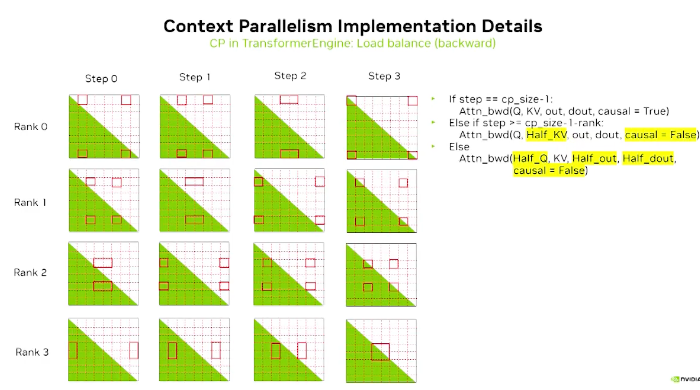 Context Parallelism Implementation Details
CP in TransformerEngine: Load balance (backward)
Step 0
Step 1
Step 2
Step 3
Rank 0
Rank 1
Rank 2
Rank 3
• If step == cp_size-1:
Attn_bwd(Q, KV, out, dout, causal = True)
• Else if step >= cp_size-1-rank:
Attn_bwd(Q, Half_KV, out, dout, causal = False)
• Else
Attn_bwd(Half_Q, KV, Half_out, Half_dout,
causal = False)